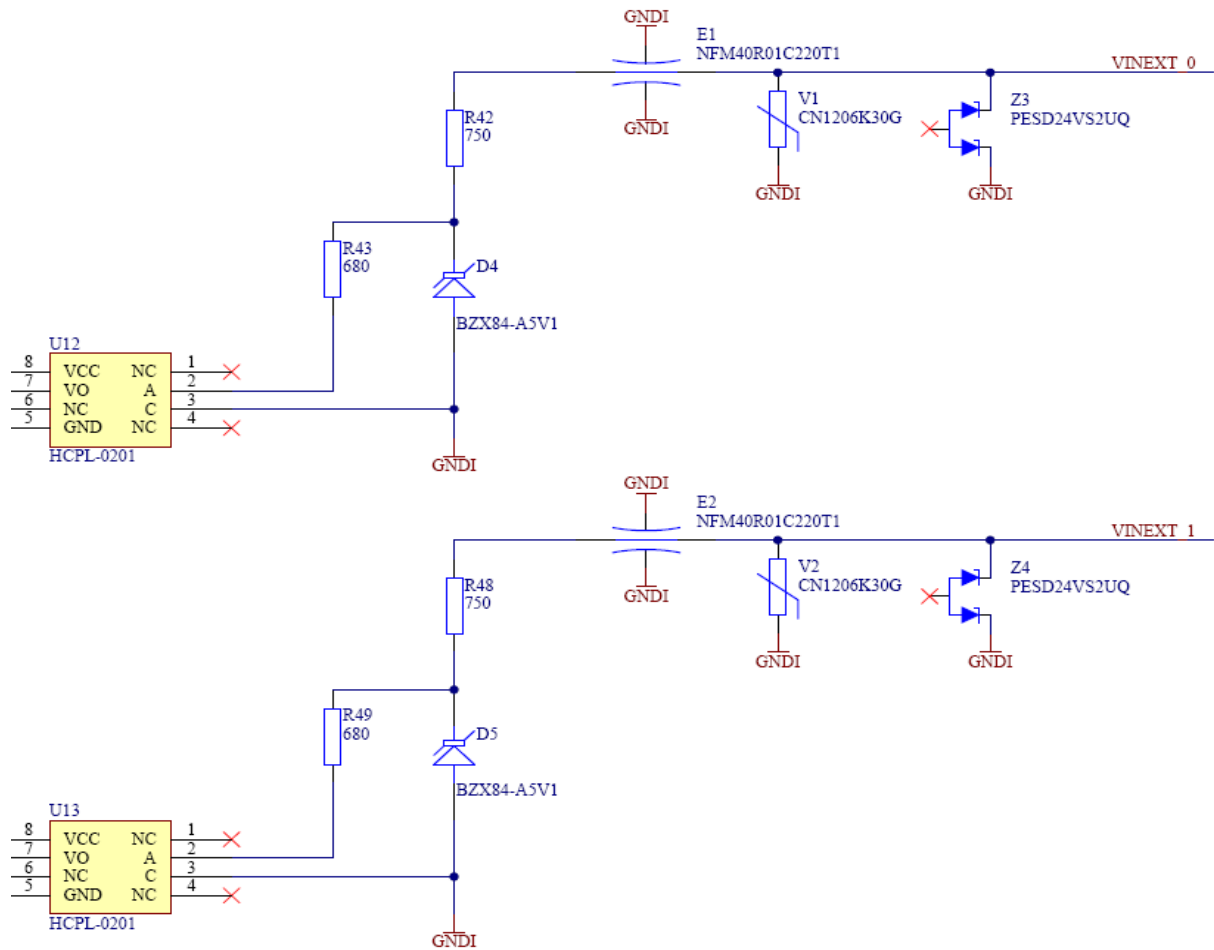 GNDI
E1
NFM40R01C220T1
VINEXT_0
GNDI
V1
CN1206K30G
Z3
PESD24VS2UQ
R42
750
GNDI
GNDI
R43
680
D4
BZX84-A5V1
U12
8 VCC NC 1
7 VO A 2
6 NC C 3
5 GND NC 4
HCPL-0201
GNDI
GNDI
E2
NFM40R01C220T1
VINEXT_1
GNDI
V2
CN1206K30G
Z4
PESD24VS2UQ
R48
750
GNDI
GNDI
R49
680
D5
BZX84-A5V1
U13
8 VCC NC 1
7 VO A 2
6 NC C 3
5 GND NC 4
HCPL-0201
GNDI